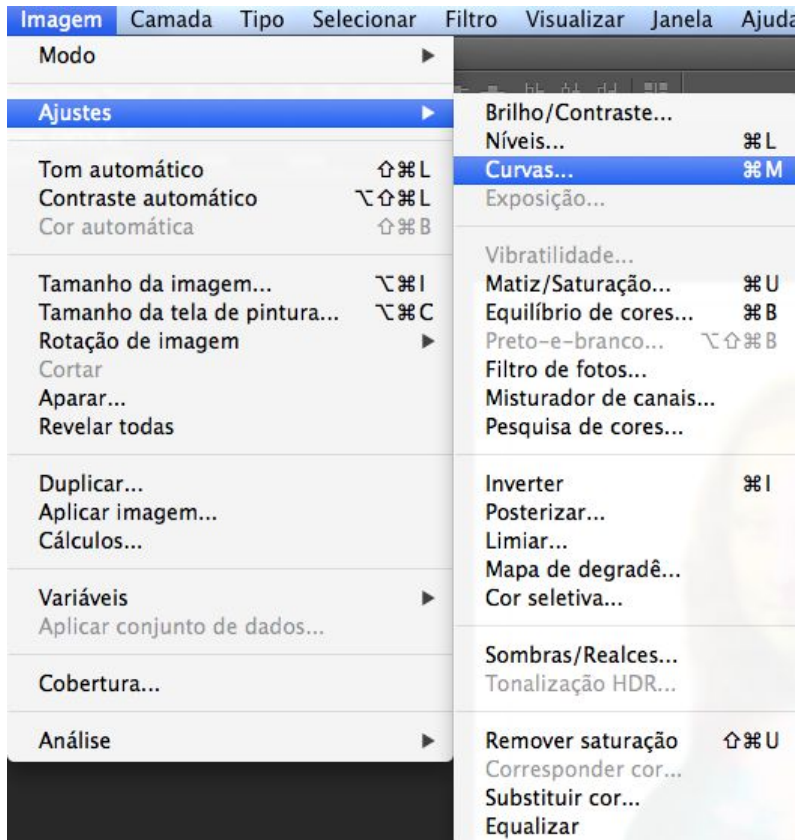 Imagem Camada Tipo Selecionar Filtro Visualizar Janela Ajuda
Modo ▶
Ajustes ▶
Tom automático ⇧⌘L
Contraste automático ⌥⇧⌘L
Cor automática ⇧⌘B
Tamanho da imagem... ⌥⌘I
Tamanho da tela de pintura... ⌥⌘C
Rotação de imagem ▶
Cortar
Aparar...
Revelar todas
Duplicar...
Aplicar imagem...
Cálculos...
Variáveis ▶
Aplicar conjunto de dados...
Cobertura...
Análise ▶
Brilho/Contraste...
Níveis... ⌘L
Curvas... ⌘M
Exposição...
Vibratilidade...
Matiz/Saturação... ⌘U
Equilíbrio de cores... ⌘B
Preto-e-branco... ⌥⇧⌘B
Filtro de fotos...
Misturador de canais...
Pesquisa de cores...
Inverter ⌘I
Posterizar...
Limiar...
Mapa de degradê...
Cor seletiva...
Sombras/Realces...
Tonalização HDR...
Remover saturação ⇧⌘U
Corresponder cor...
Substituir cor...
Equalizar